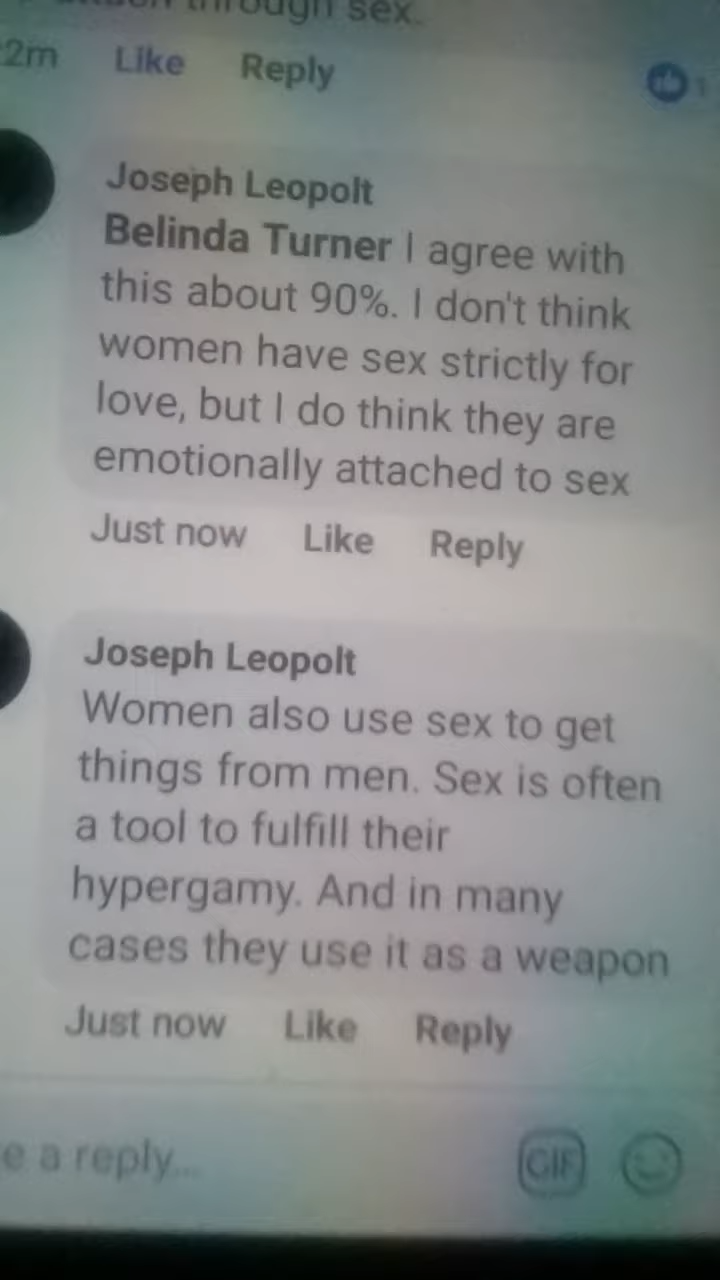 through sex.
2m Like Reply
1
Joseph Leopolt
Belinda Turner I agree with
this about 90%. I don't think
women have sex strictly for
love, but I do think they are
emotionally attached to sex
Just now Like Reply
Joseph Leopolt
Women also use sex to get
things from men. Sex is often
a tool to fulfill their
hypergamy. And in many
cases they use it as a weapon
Just now Like Reply
e a reply...
GIF